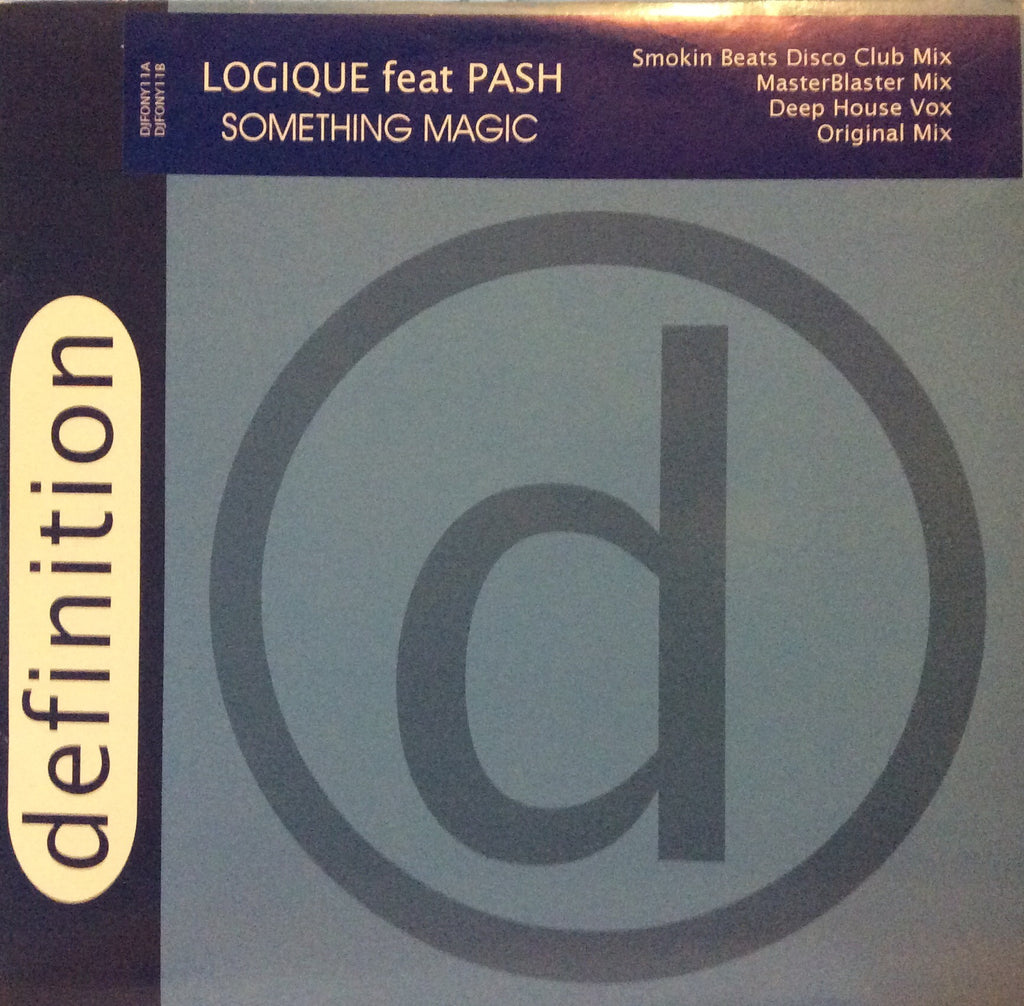 DJFONY11A
DJFONY11B
LOGIQUE feat PASH
SOMETHING MAGIC
Smokin Beats Disco Club Mix
MasterBlaster Mix
Deep House Vox
Original Mix
definition
d